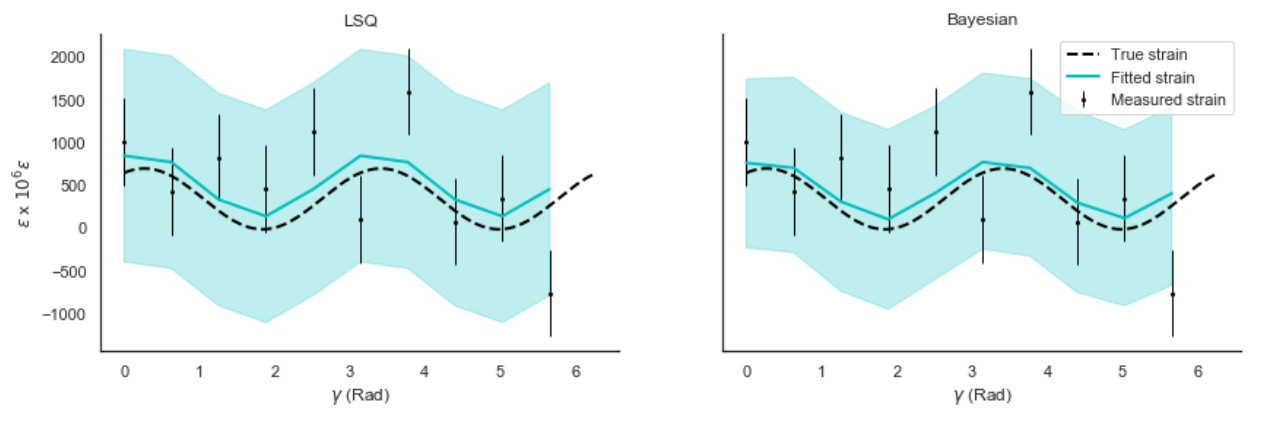 LSQ
2000
1500
1000
500
0
−500
−1000
ε x 10⁶ε
0 1 2 3 4 5 6
γ (Rad)
Bayesian
True strain
Fitted strain
Measured strain
0 1 2 3 4 5 6
γ (Rad)